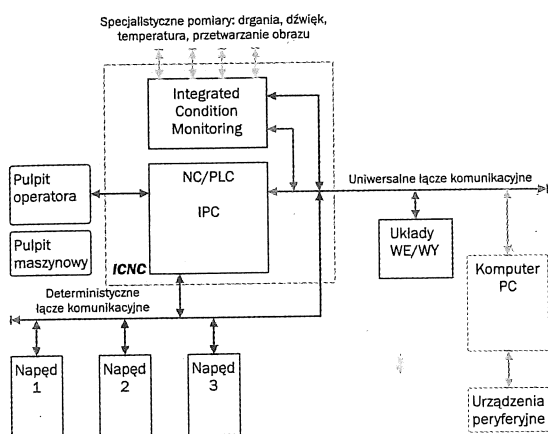 Specjalistyczne pomiary: drgania, dźwięk,
temperatura, przetwarzanie obrazu
Integrated
Condition
Monitoring
NC/PLC
IPC
ICNC
Pulpit
operatora
Pulpit
maszynowy
Uniwersalne łącze komunikacyjne
Układy
WE/WY
Komputer
PC
Deterministyczne
łącze komunikacyjne
Napęd
1
Napęd
2
Napęd
3
Urządzenia
peryferyjne